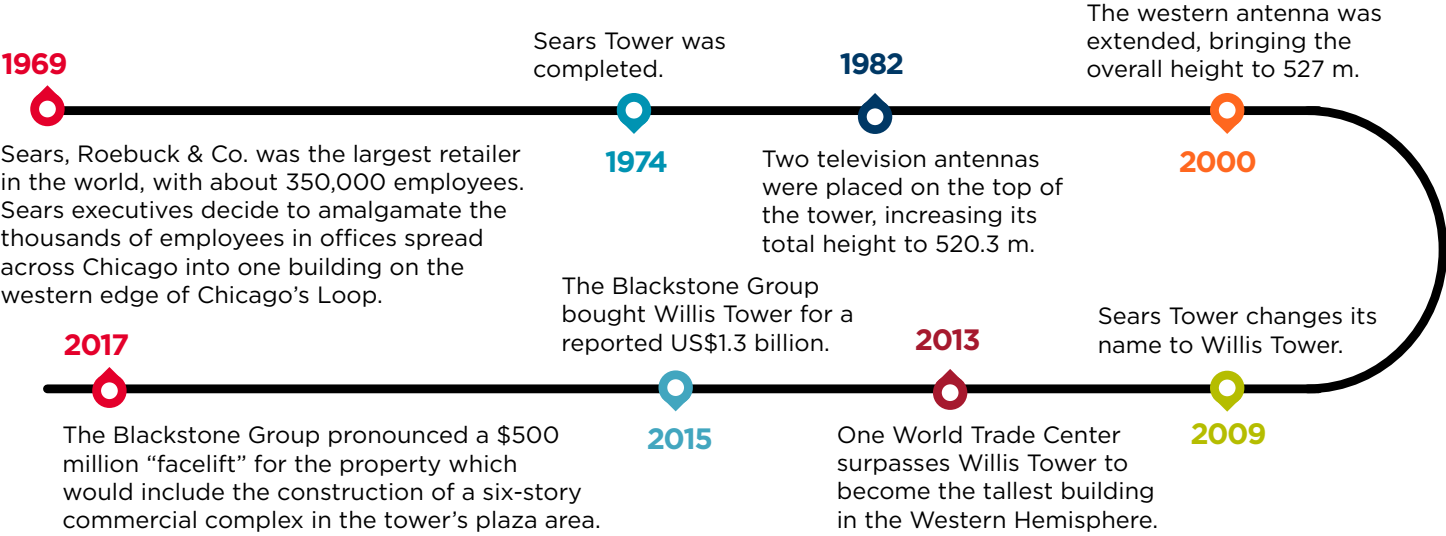 1969
Sears, Roebuck & Co. was the largest retailer
in the world, with about 350,000 employees.
Sears executives decide to amalgamate the
thousands of employees in offices spread
across Chicago into one building on the
western edge of Chicago’s Loop.
Sears Tower was
completed.
1974
1982
Two television antennas
were placed on the top of
the tower, increasing its
total height to 520.3 m.
The western antenna was
extended, bringing the
overall height to 527 m.
2000
Sears Tower changes its
name to Willis Tower.
2009
2013
One World Trade Center
surpasses Willis Tower to
become the tallest building
in the Western Hemisphere.
The Blackstone Group
bought Willis Tower for a
reported US$1.3 billion.
2015
2017
The Blackstone Group pronounced a $500
million “facelift” for the property which
would include the construction of a six-story
commercial complex in the tower’s plaza area.